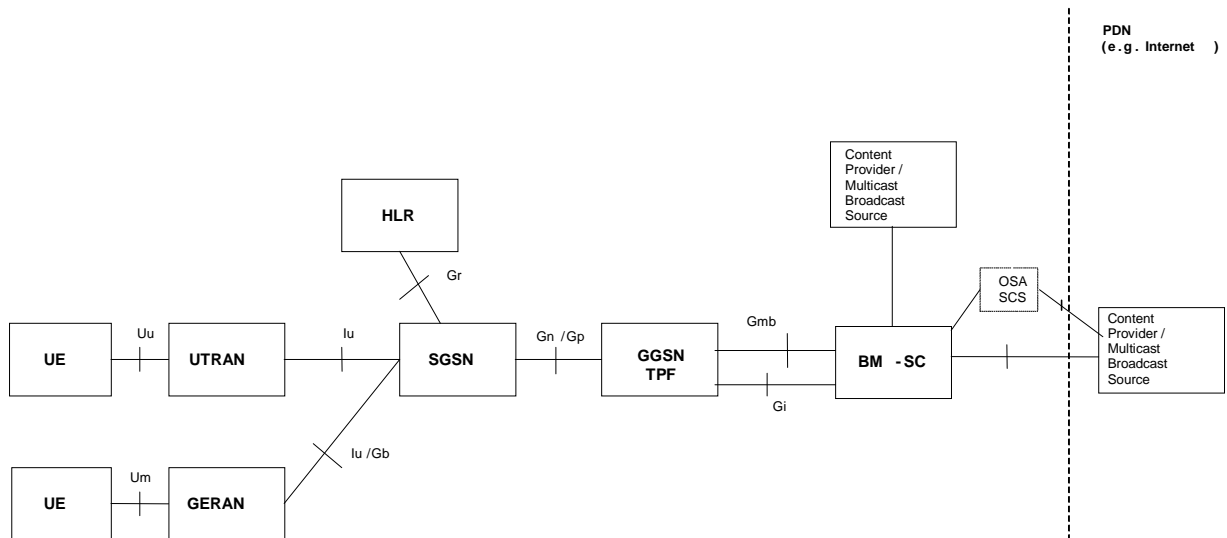 PDN
(e.g. Internet )
Content
Provider /
Multicast
Broadcast
Source
HLR
Gr
OSA
SCS
UE
Uu
UTRAN
Iu
SGSN
Gn /Gp
GGSN
TPF
Gmb
Gi
BM -SC
Content
Provider /
Multicast
Broadcast
Source
Iu /Gb
UE
Um
GERAN